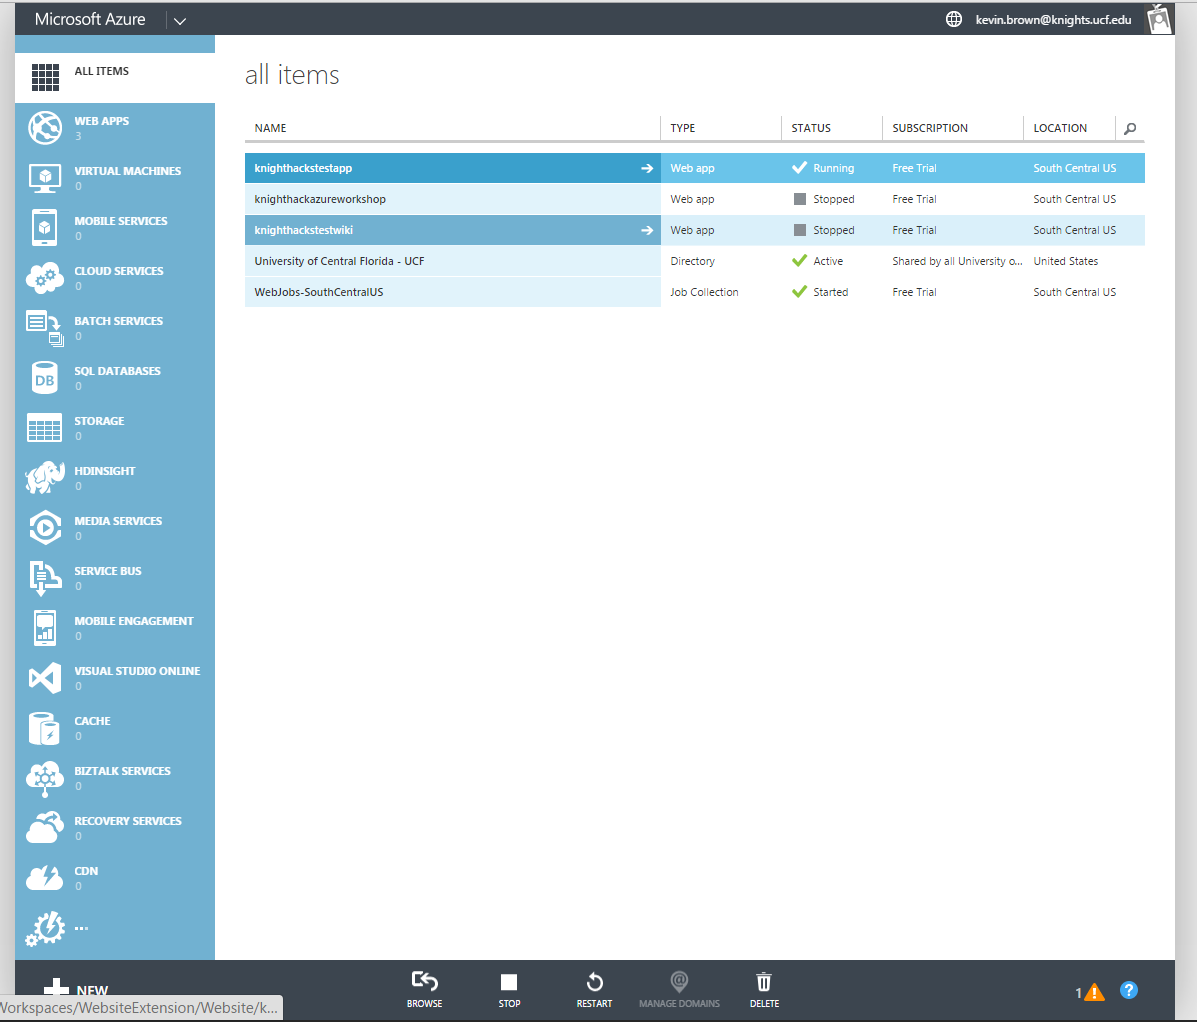 Microsoft Azure
kevin.brown@knights.ucf.edu
ALL ITEMS
WEB APPS
3
VIRTUAL MACHINES
0
MOBILE SERVICES
0
CLOUD SERVICES
0
BATCH SERVICES
0
SQL DATABASES
0
DB
STORAGE
0
HDINSIGHT
0
MEDIA SERVICES
0
SERVICE BUS
0
MOBILE ENGAGEMENT
0
VISUAL STUDIO ONLINE
0
CACHE
0
BIZTALK SERVICES
0
RECOVERY SERVICES
0
CDN
0
...
all items
NAME TYPE STATUS SUBSCRIPTION LOCATION
knighthackstestapp Web app Running Free Trial South Central US
knighthackazureworkshop Web app Stopped Free Trial South Central US
knighthackstestwiki Web app Stopped Free Trial South Central US
University of Central Florida - UCF Directory Active Shared by all University o... United States
WebJobs-SouthCentralUS Job Collection Started Free Trial South Central US
NEW
BROWSE STOP RESTART MANAGE DOMAINS DELETE
1 ! ?
Workspaces/WebsiteExtension/Website/k...